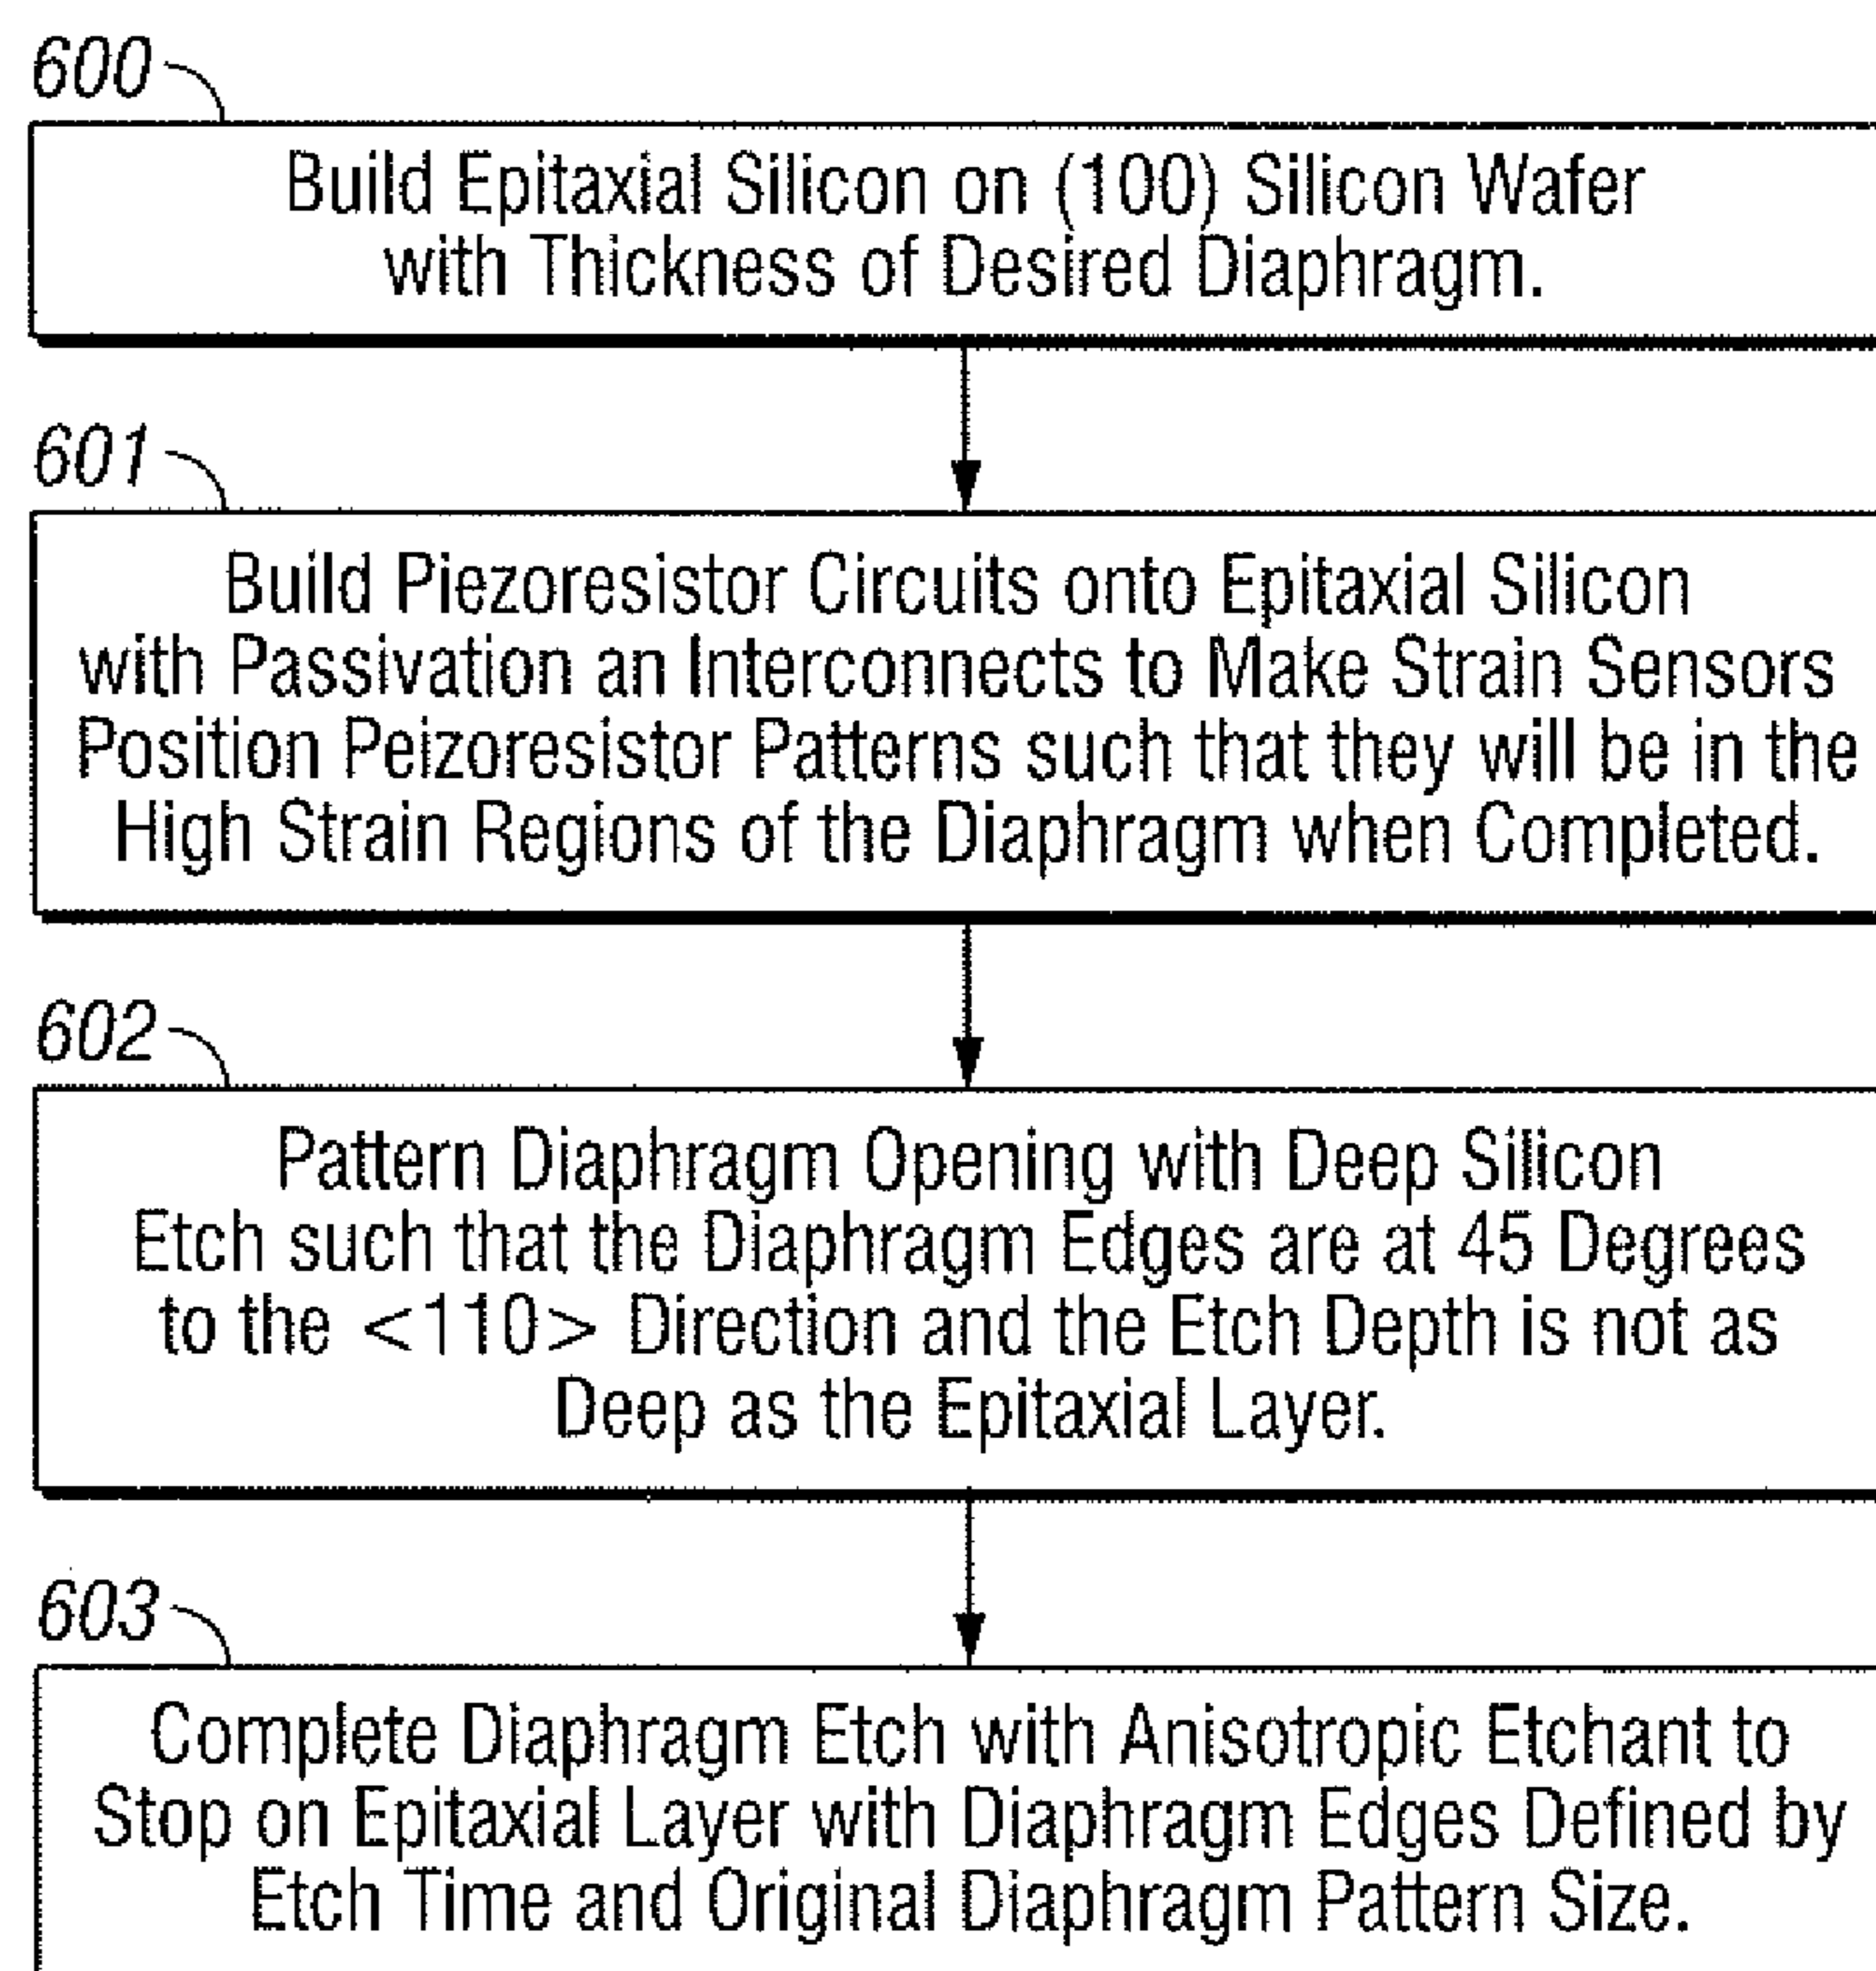 600
Build Epitaxial Silicon on (100) Silicon Wafer
with Thickness of Desired Diaphragm.
601
Build Piezoresistor Circuits onto Epitaxial Silicon
with Passivation an Interconnects to Make Strain Sensors
Position Peizoresistor Patterns such that they will be in the
High Strain Regions of the Diaphragm when Completed.
602
Pattern Diaphragm Opening with Deep Silicon
Etch such that the Diaphragm Edges are at 45 Degrees
to the <110> Direction and the Etch Depth is not as
Deep as the Epitaxial Layer.
603
Complete Diaphragm Etch with Anisotropic Etchant to
Stop on Epitaxial Layer with Diaphragm Edges Defined by
Etch Time and Original Diaphragm Pattern Size.